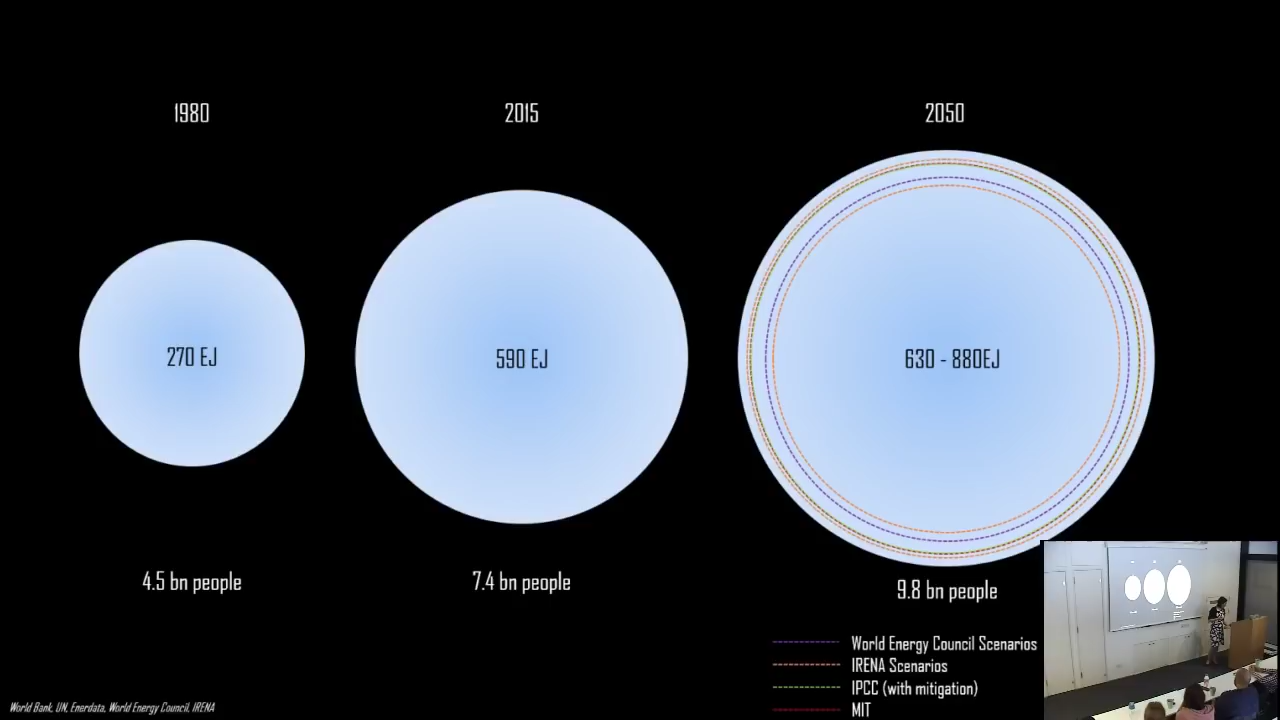 1980
2015
2050
270 EJ
590 EJ
630 - 880EJ
4.5 bn people
7.4 bn people
9.8 bn people
World Energy Council Scenarios
IRENA Scenarios
IPCC (with mitigation)
MIT
World Bank, UN, Enerdata, World Energy Council, IRENA